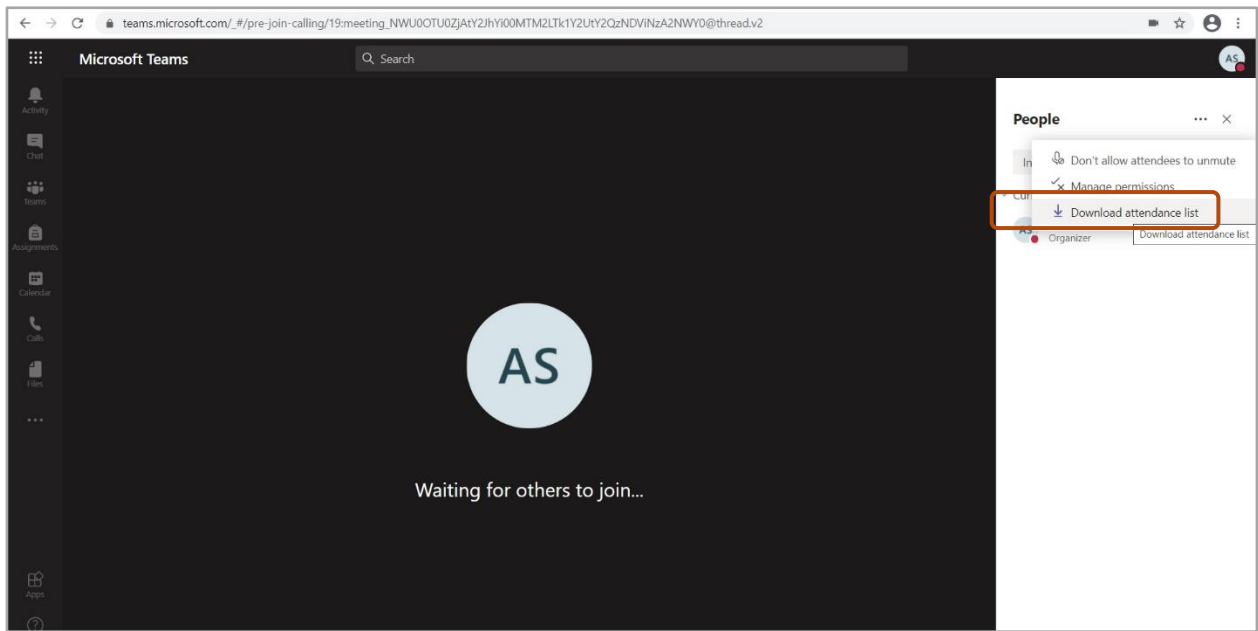 teams.microsoft.com/_#/pre-join-calling/19:meeting_NWU0OTU0ZjAtY2JhYi00MTM2LTk1Y2UtY2QzNDViNzA2NWY0@thread.v2
Microsoft Teams
Search
AS
Activity
Chat
Teams
Assignments
Calendar
Calls
Files
Apps
AS
Waiting for others to join...
People
Don't allow attendees to unmute
Manage permissions
Download attendance list
Organizer
Download attendance list